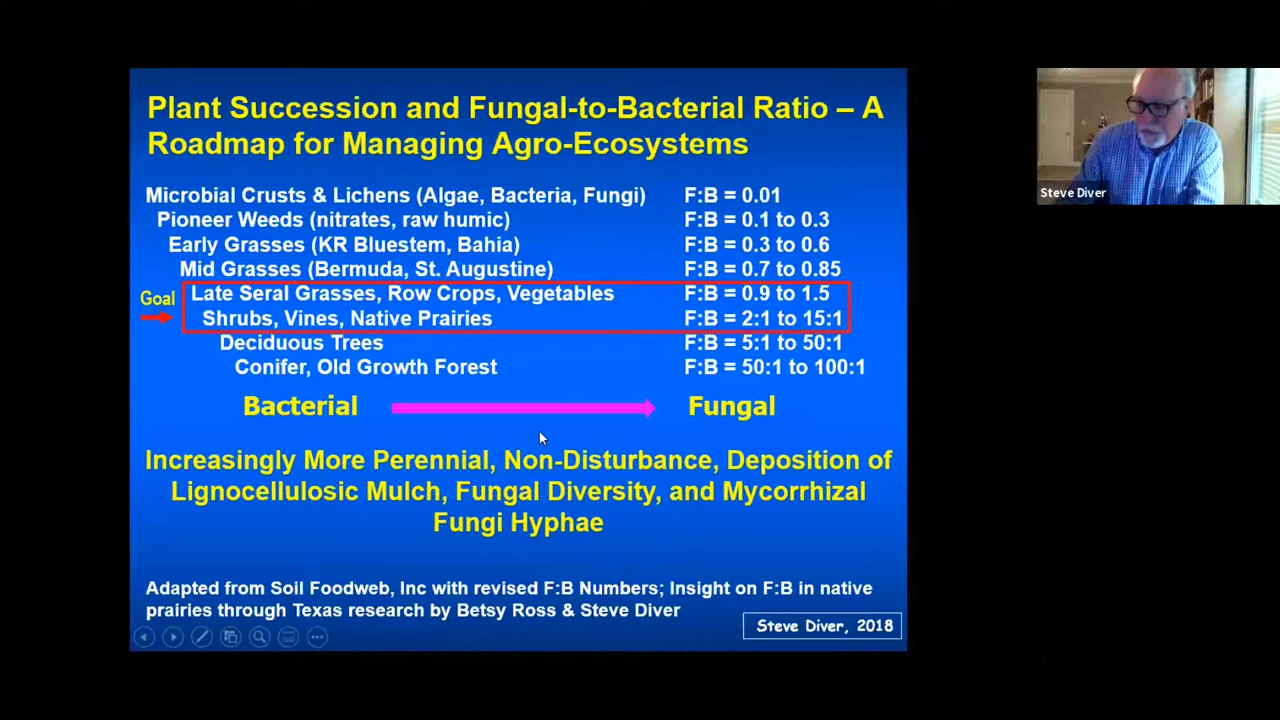 Plant Succession and Fungal-to-Bacterial Ratio – A
Roadmap for Managing Agro-Ecosystems
Microbial Crusts & Lichens (Algae, Bacteria, Fungi) F:B = 0.01
Pioneer Weeds (nitrates, raw humic) F:B = 0.1 to 0.3
Early Grasses (KR Bluestem, Bahia) F:B = 0.3 to 0.6
Mid Grasses (Bermuda, St. Augustine) F:B = 0.7 to 0.85
Goal Late Seral Grasses, Row Crops, Vegetables F:B = 0.9 to 1.5
Shrubs, Vines, Native Prairies F:B = 2:1 to 15:1
Deciduous Trees F:B = 5:1 to 50:1
Conifer, Old Growth Forest F:B = 50:1 to 100:1
Bacterial Fungal
Increasingly More Perennial, Non-Disturbance, Deposition of
Lignocellulosic Mulch, Fungal Diversity, and Mycorrhizal
Fungi Hyphae
Adapted from Soil Foodweb, Inc with revised F:B Numbers; Insight on F:B in native
prairies through Texas research by Betsy Ross & Steve Diver
Steve Diver, 2018
Steve Diver